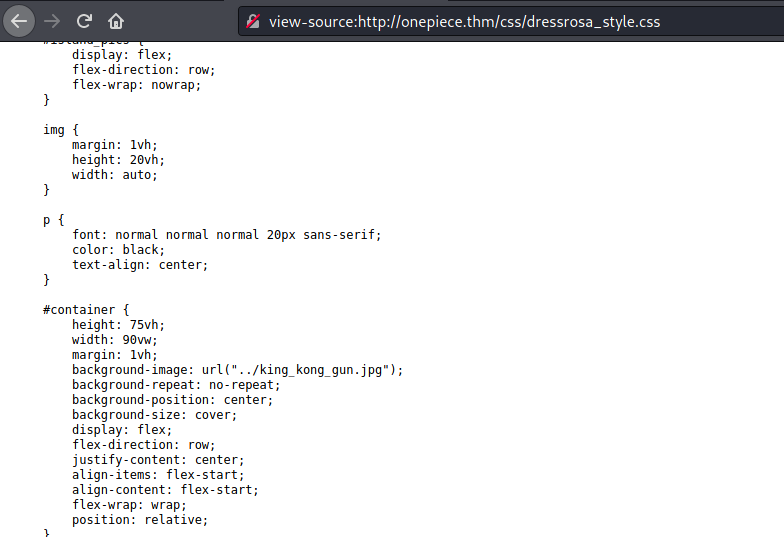 view-source:http://onepiece.thm/css/dressrosa_style.css
#island_pics {
    display: flex;
    flex-direction: row;
    flex-wrap: nowrap;
}
img {
    margin: 1vh;
    height: 20vh;
    width: auto;
}
p {
    font: normal normal normal 20px sans-serif;
    color: black;
    text-align: center;
}
#container {
    height: 75vh;
    width: 90vw;
    margin: 1vh;
    background-image: url("../king_kong_gun.jpg");
    background-repeat: no-repeat;
    background-position: center;
    background-size: cover;
    display: flex;
    flex-direction: row;
    justify-content: center;
    align-items: flex-start;
    align-content: flex-start;
    flex-wrap: wrap;
    position: relative;
}